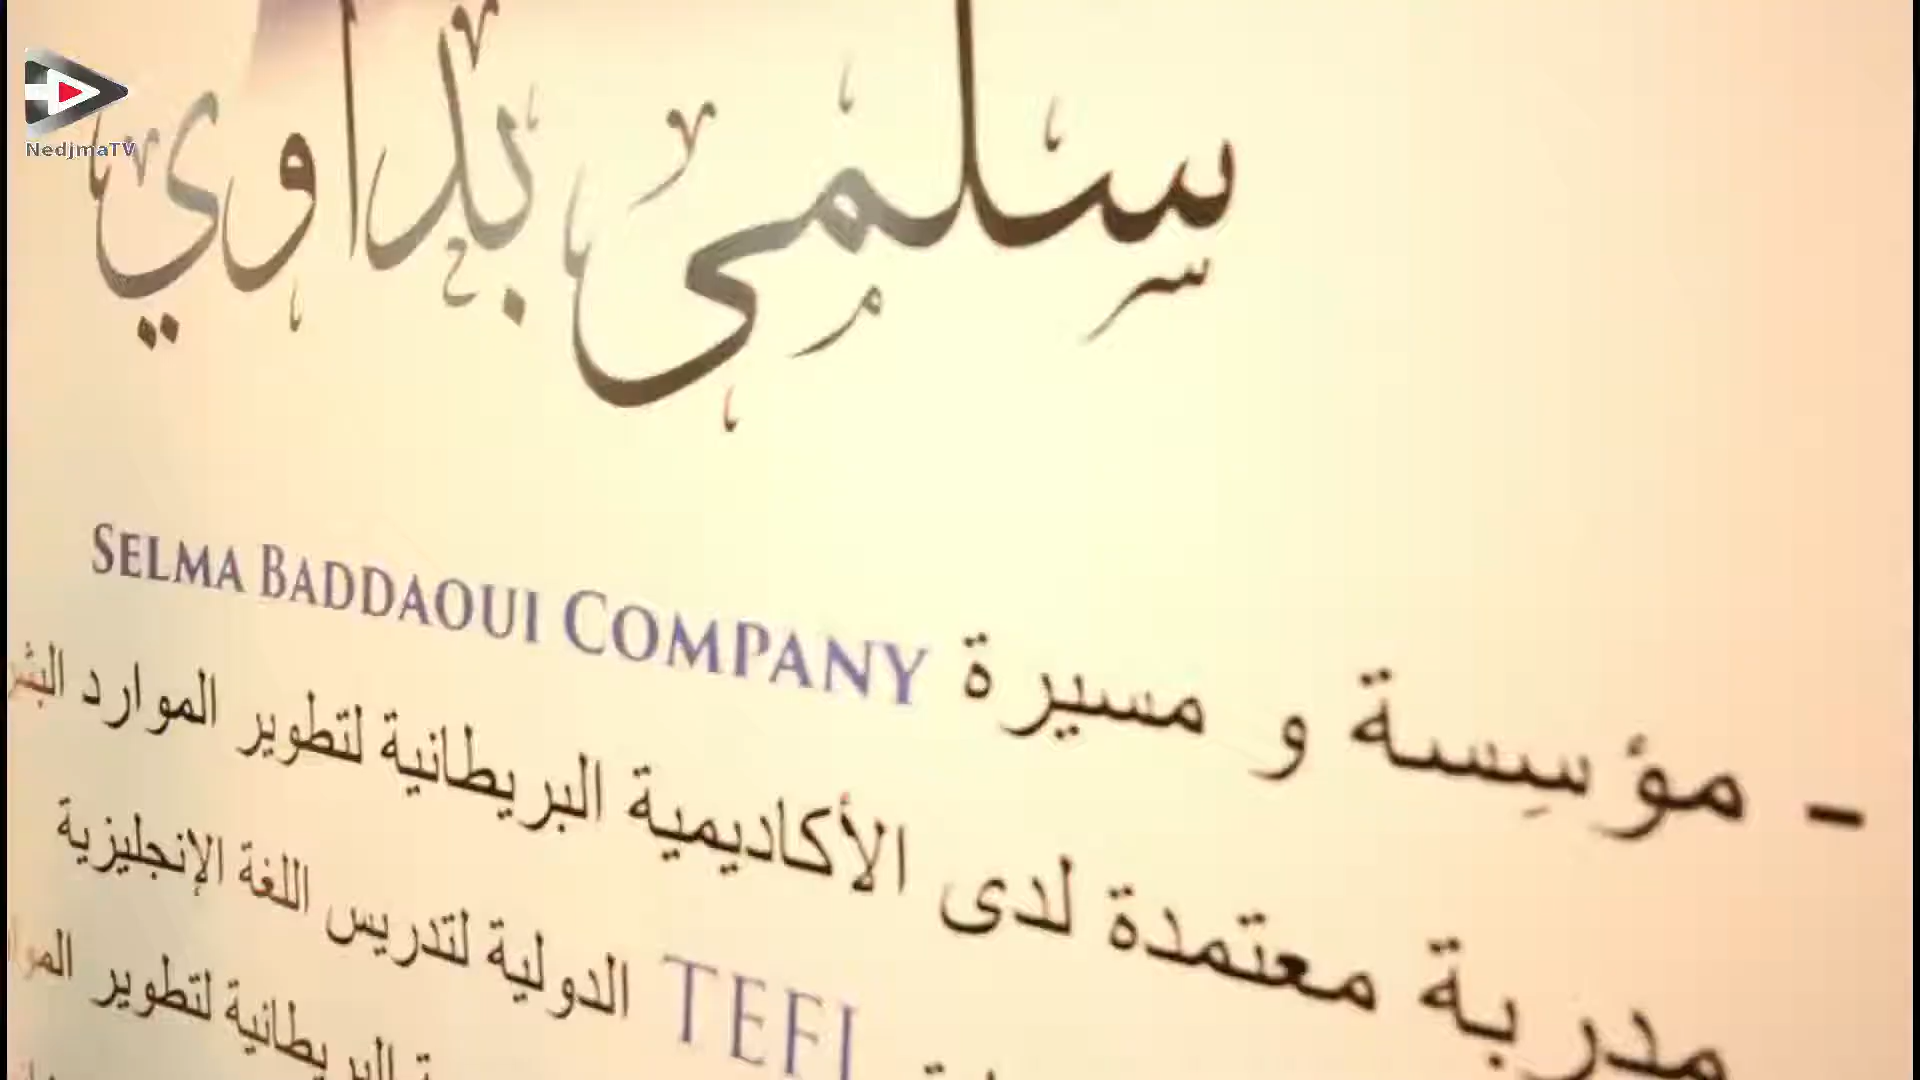 NedjmaTV
سلمى بداوي
- مؤسسة و مسيرة SELMA BADDAOUI COMPANY
مدربة معتمدة لدى الأكاديمية البريطانية لتطوير الموارد
TEFL الدولية لتدريس اللغة الإنجليزية
البريطانية لتطوير